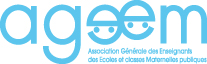 ageem
Association Générale des Enseignants
des Ecoles et classes Maternelles publiques